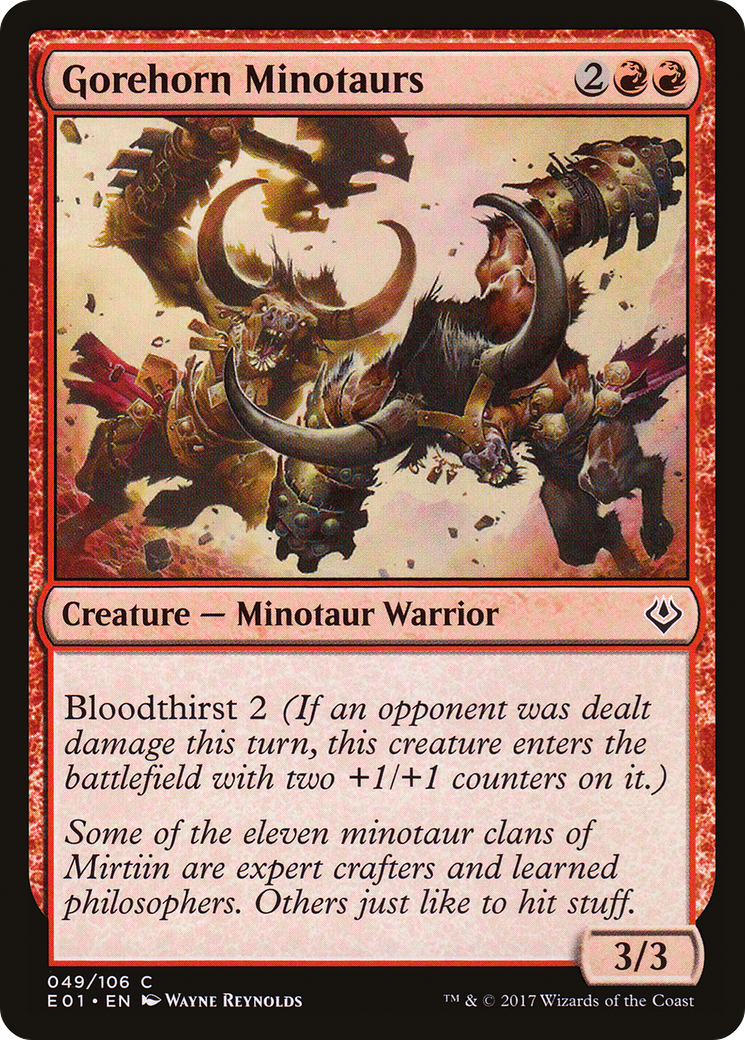 Gorehorn Minotaurs 2
Creature — Minotaur Warrior
Bloodthirst 2 (If an opponent was dealt
damage this turn, this creature enters the
battlefield with two +1/+1 counters on it.)
Some of the eleven minotaur clans of
Mirtiin are expert crafters and learned
philosophers. Others just like to hit stuff.
3/3
049/106 C
E01 • EN Wayne Reynolds
™ & © 2017 Wizards of the Coast